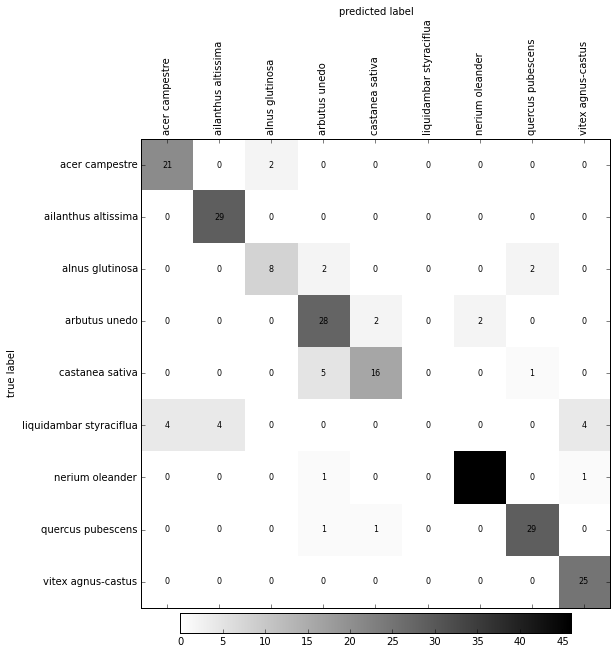 predicted label
acer campestre
ailanthus altissima
alnus glutinosa
arbutus unedo
castanea sativa
liquidambar styraciflua
nerium oleander
quercus pubescens
vitex agnus-castus
true label
acer campestre 21 0 2 0 0 0 0 0 0
ailanthus altissima 0 29 0 0 0 0 0 0 0
alnus glutinosa 0 0 8 2 0 0 0 2 0
arbutus unedo 0 0 0 28 2 0 2 0 0
castanea sativa 0 0 0 5 16 0 0 1 0
liquidambar styraciflua 4 4 0 0 0 0 0 0 4
nerium oleander 0 0 0 1 0 0 0 1
quercus pubescens 0 0 0 1 1 0 0 29 0
vitex agnus-castus 0 0 0 0 0 0 0 0 25
0 5 10 15 20 25 30 35 40 45